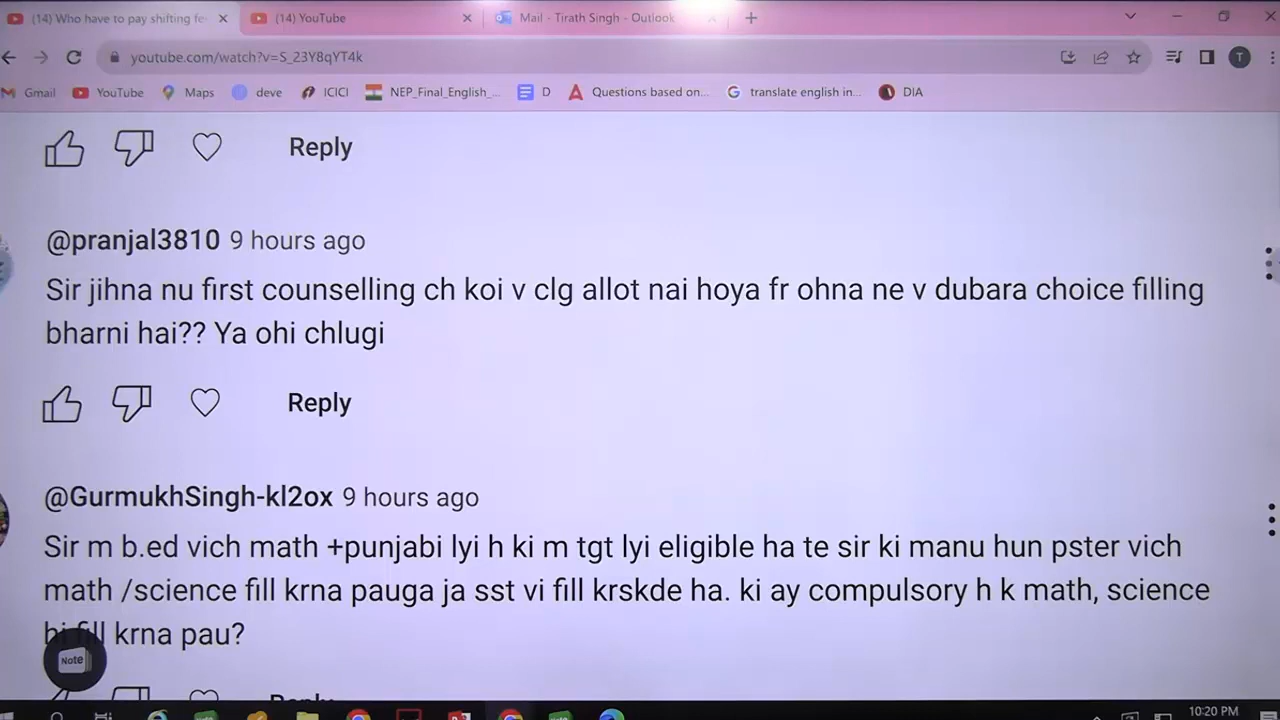 (14) Who have to pay shifting fe
(14) YouTube
Mail - Tirath Singh - Outlook
youtube.com/watch?v=S_23Y8qYT4k
T
Gmail
YouTube
Maps
deve
ICICI
NEP_Final_English_...
D
Questions based on...
translate english in...
DIA
Reply
@pranjal3810 9 hours ago
Sir jihna nu first counselling ch koi v clg allot nai hoya fr ohna ne v dubara choice filling
bharni hai?? Ya ohi chlugi
Reply
@GurmukhSingh-kl2ox 9 hours ago
Sir m b.ed vich math +punjabi lyi h ki m tgt lyi eligible ha te sir ki manu hun pster vich
math /science fill krna pauga ja sst vi fill krskde ha. ki ay compulsory h k math, science
hi fill krna pau?
Note
Reply
10:20 PM